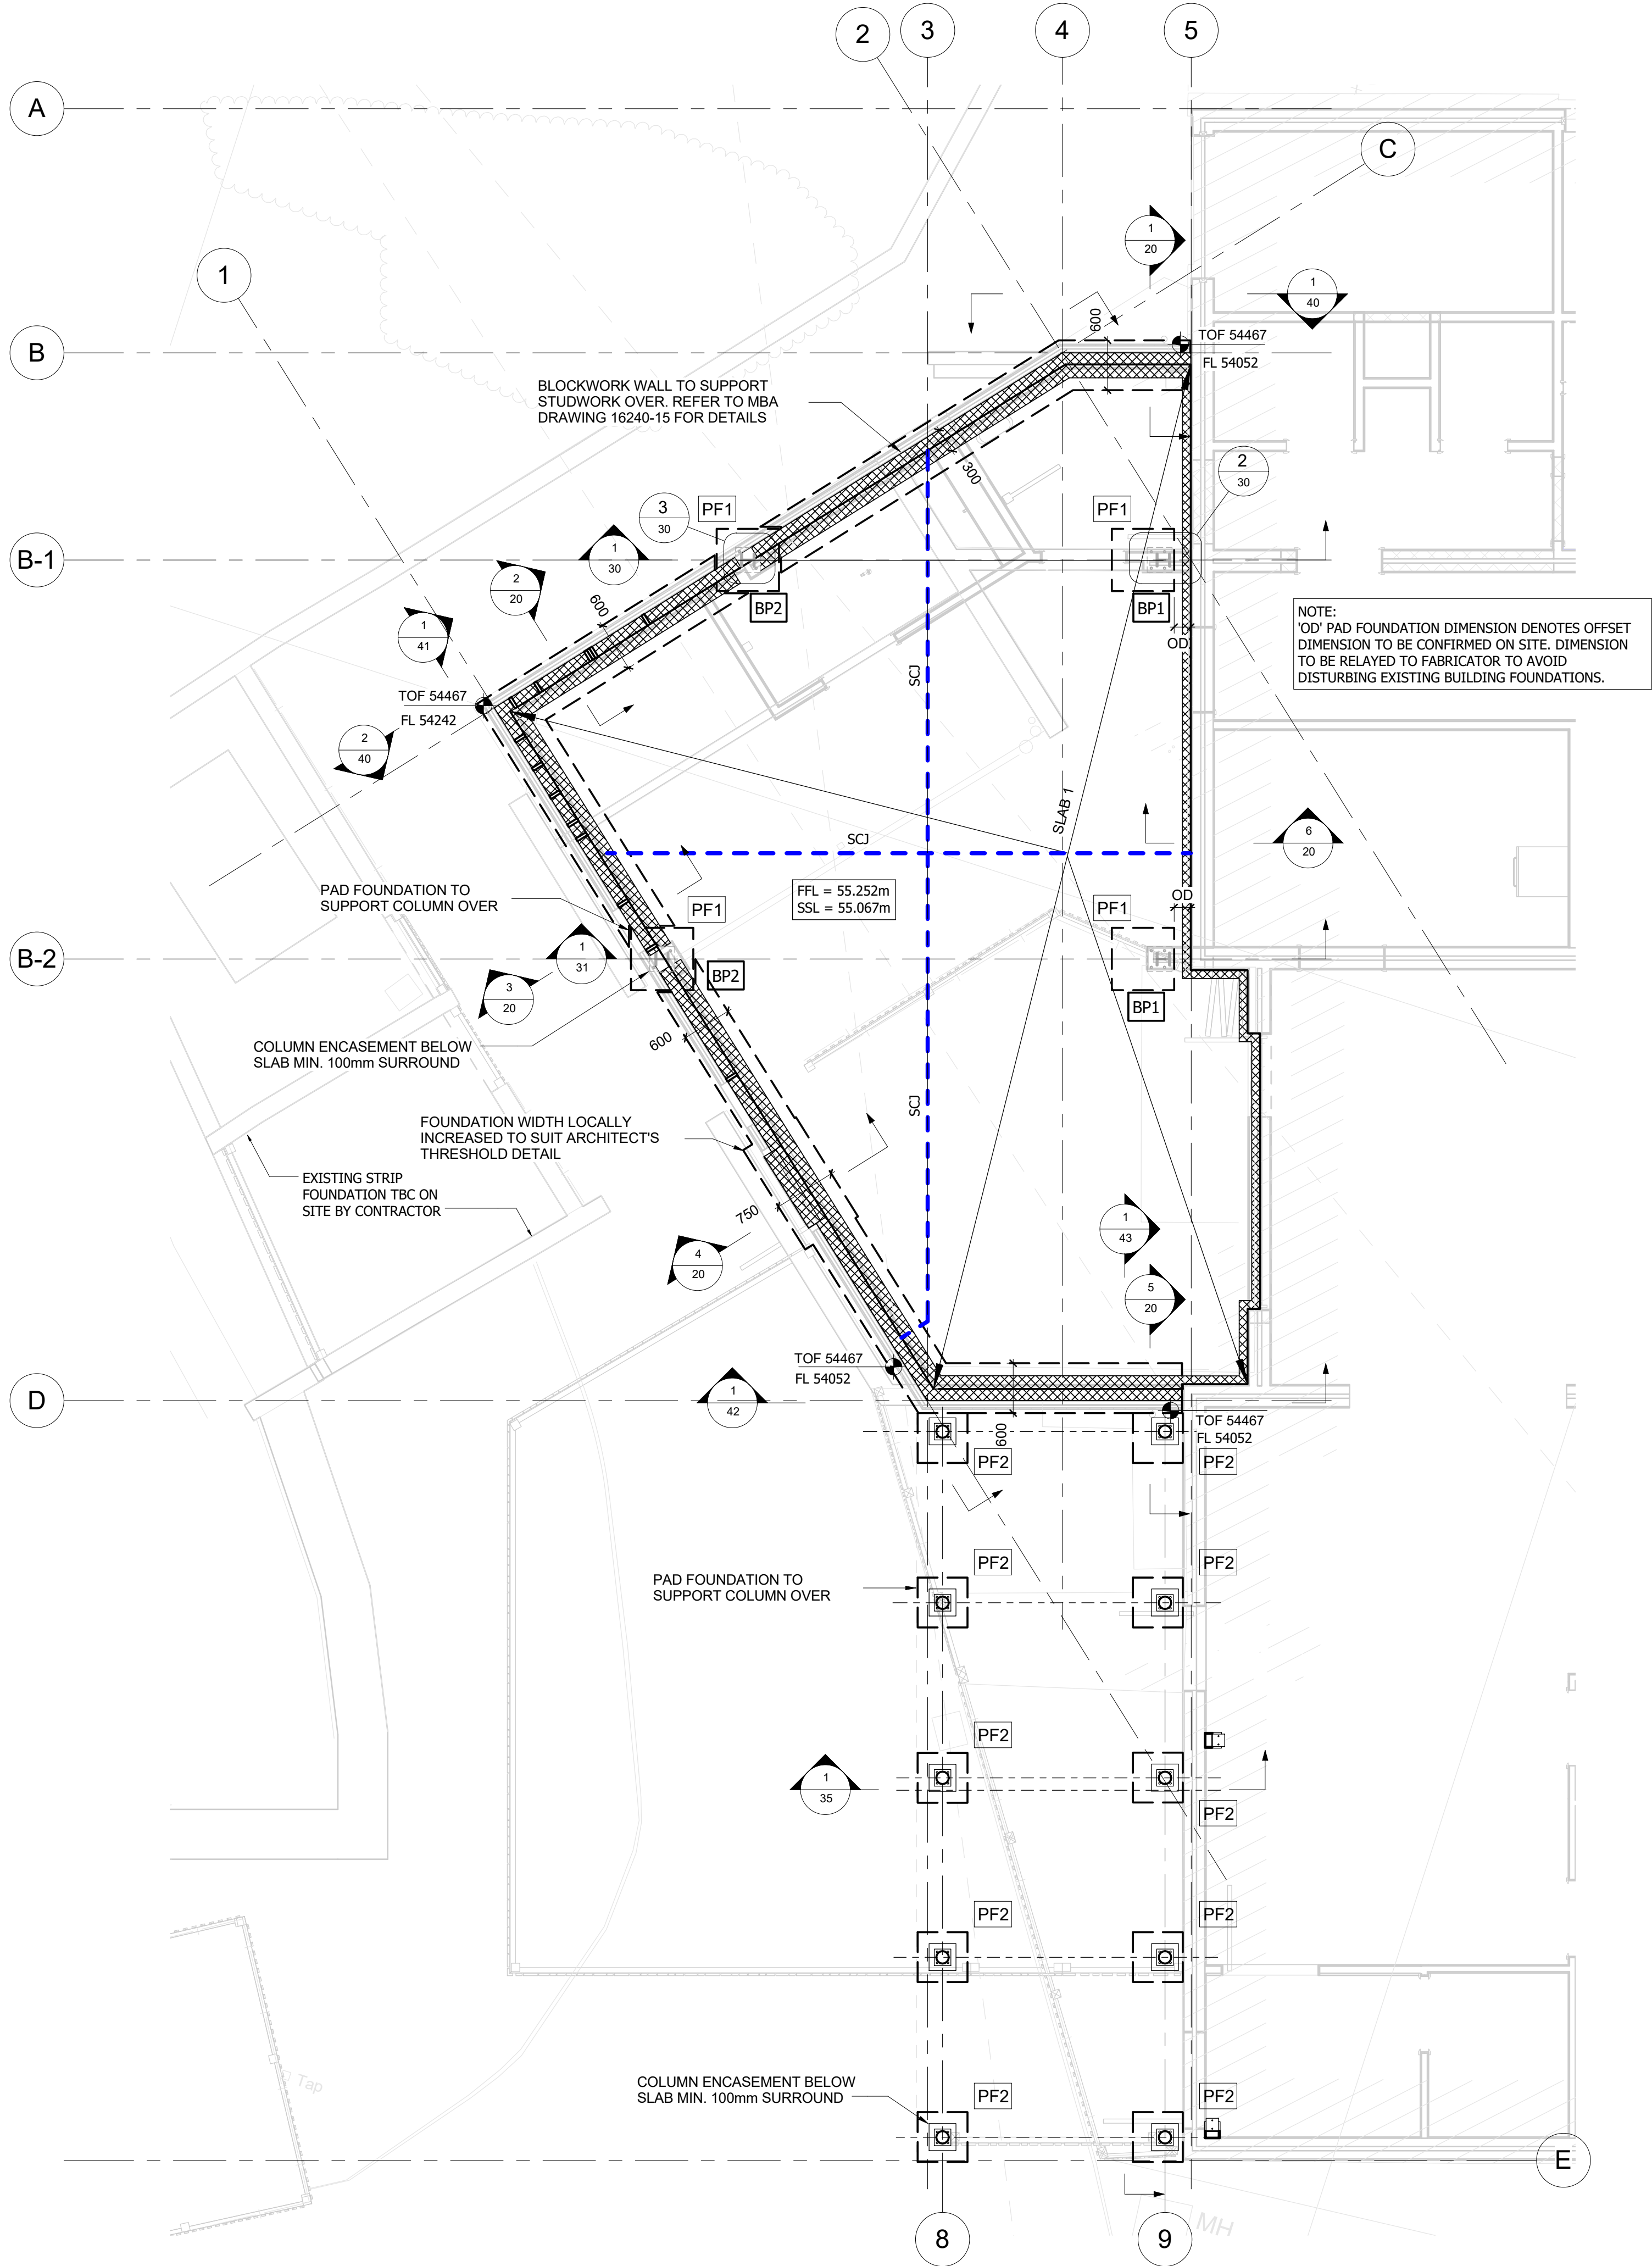 2
3
4
5
A
C
1
20
1
1
40
600
TOF 54467
FL 54052
B
BLOCKWORK WALL TO SUPPORT
STUDWORK OVER. REFER TO MBA
DRAWING 16240-15 FOR DETAILS
300
2
30
3
30
PF1
PF1
B-1
1
30
2
20
600
BP2
BP1
1
41
NOTE:
'OD' PAD FOUNDATION DIMENSION DENOTES OFFSET
DIMENSION TO BE CONFIRMED ON SITE. DIMENSION
TO BE RELAYED TO FABRICATOR TO AVOID
DISTURBING EXISTING BUILDING FOUNDATIONS.
OD
SCJ
TOF 54467
FL 54242
2
40
SLAB 1
SCJ
6
20
PAD FOUNDATION TO
SUPPORT COLUMN OVER
FFL = 55.252m
SSL = 55.067m
OD
PF1
PF1
B-2
1
31
BP2
3
20
BP1
COLUMN ENCASEMENT BELOW
SLAB MIN. 100mm SURROUND
600
SCJ
FOUNDATION WIDTH LOCALLY
INCREASED TO SUIT ARCHITECT'S
THRESHOLD DETAIL
EXISTING STRIP
FOUNDATION TBC ON
SITE BY CONTRACTOR
750
1
43
4
20
5
20
TOF 54467
FL 54052
D
1
42
TOF 54467
FL 54052
600
PF2
PF2
PF2
PF2
PAD FOUNDATION TO
SUPPORT COLUMN OVER
PF2
1
35
PF2
PF2
PF2
COLUMN ENCASEMENT BELOW
SLAB MIN. 100mm SURROUND
PF2
PF2
Tap
E
MH
8
9